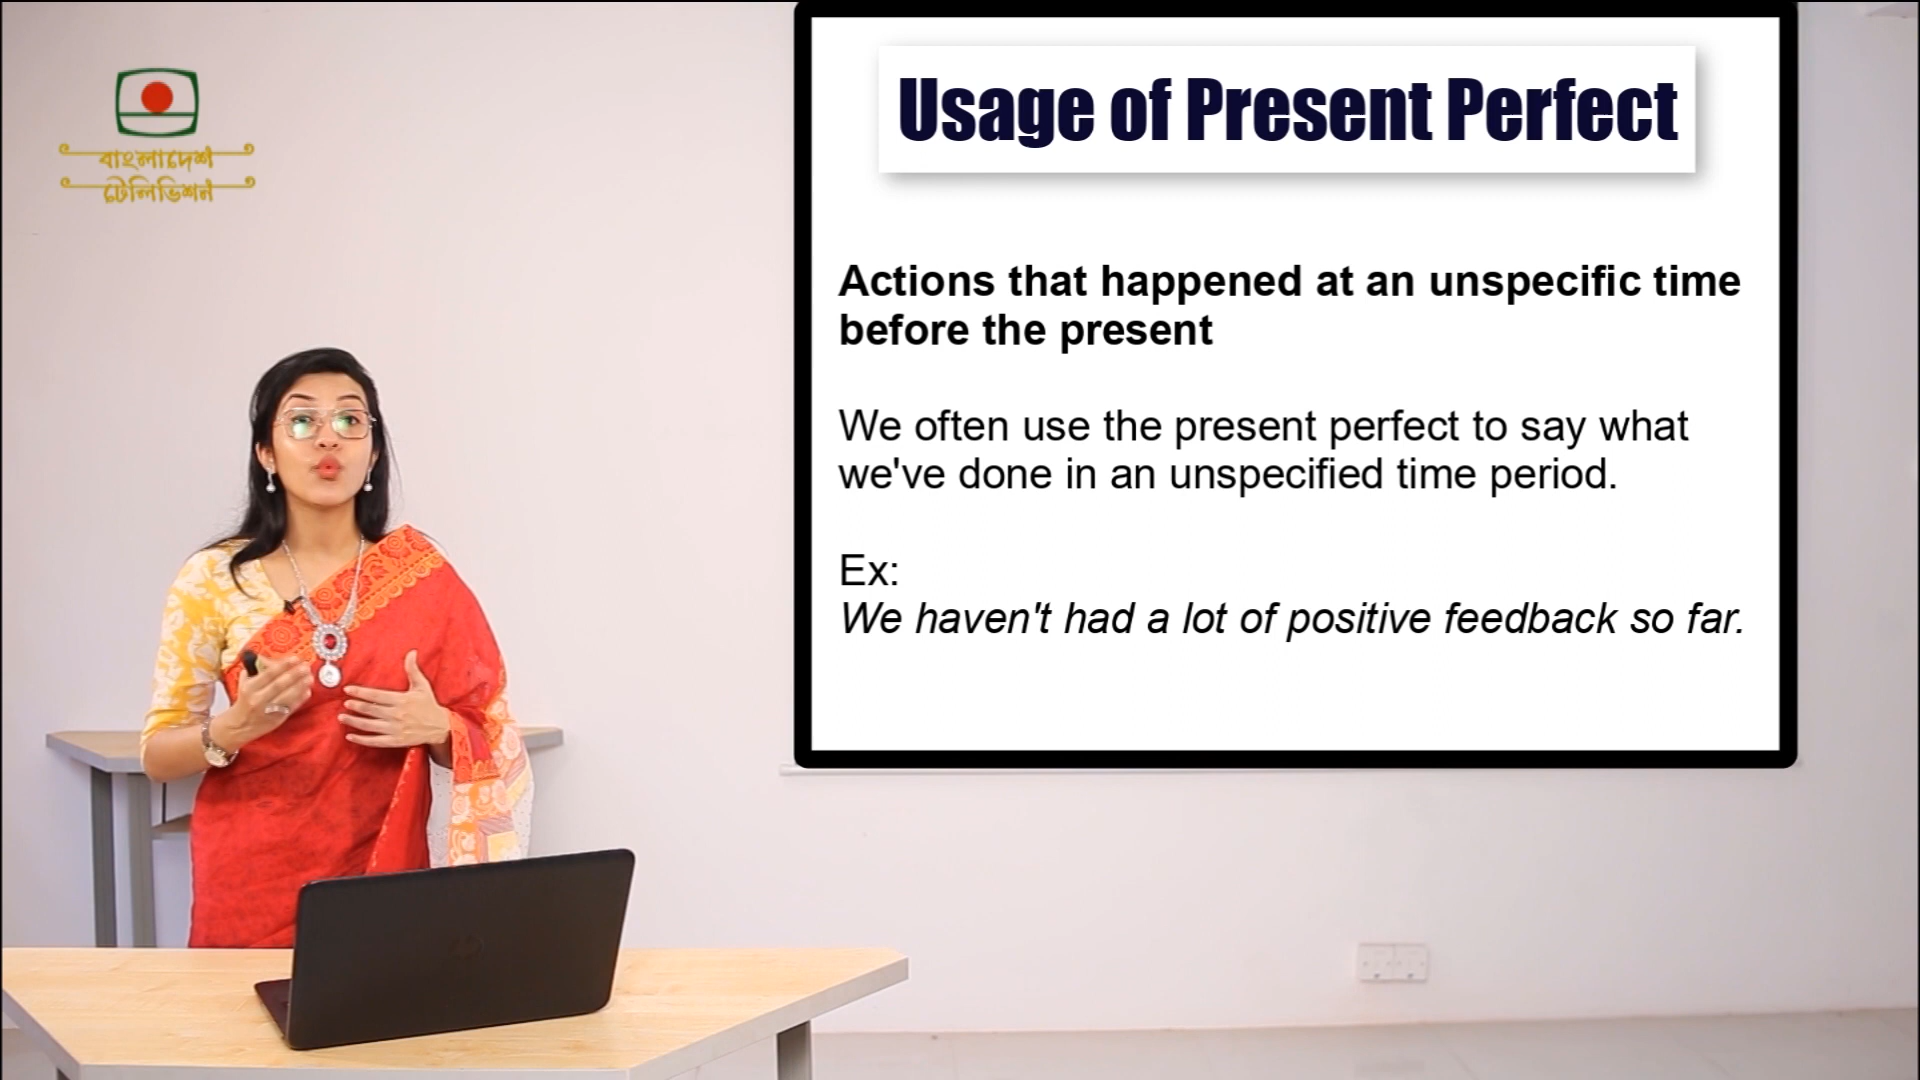 বাংলাদেশ
টেলিভিশন
Usage of Present Perfect
Actions that happened at an unspecific time
before the present
We often use the present perfect to say what
we've done in an unspecified time period.
Ex:
We haven't had a lot of positive feedback so far.